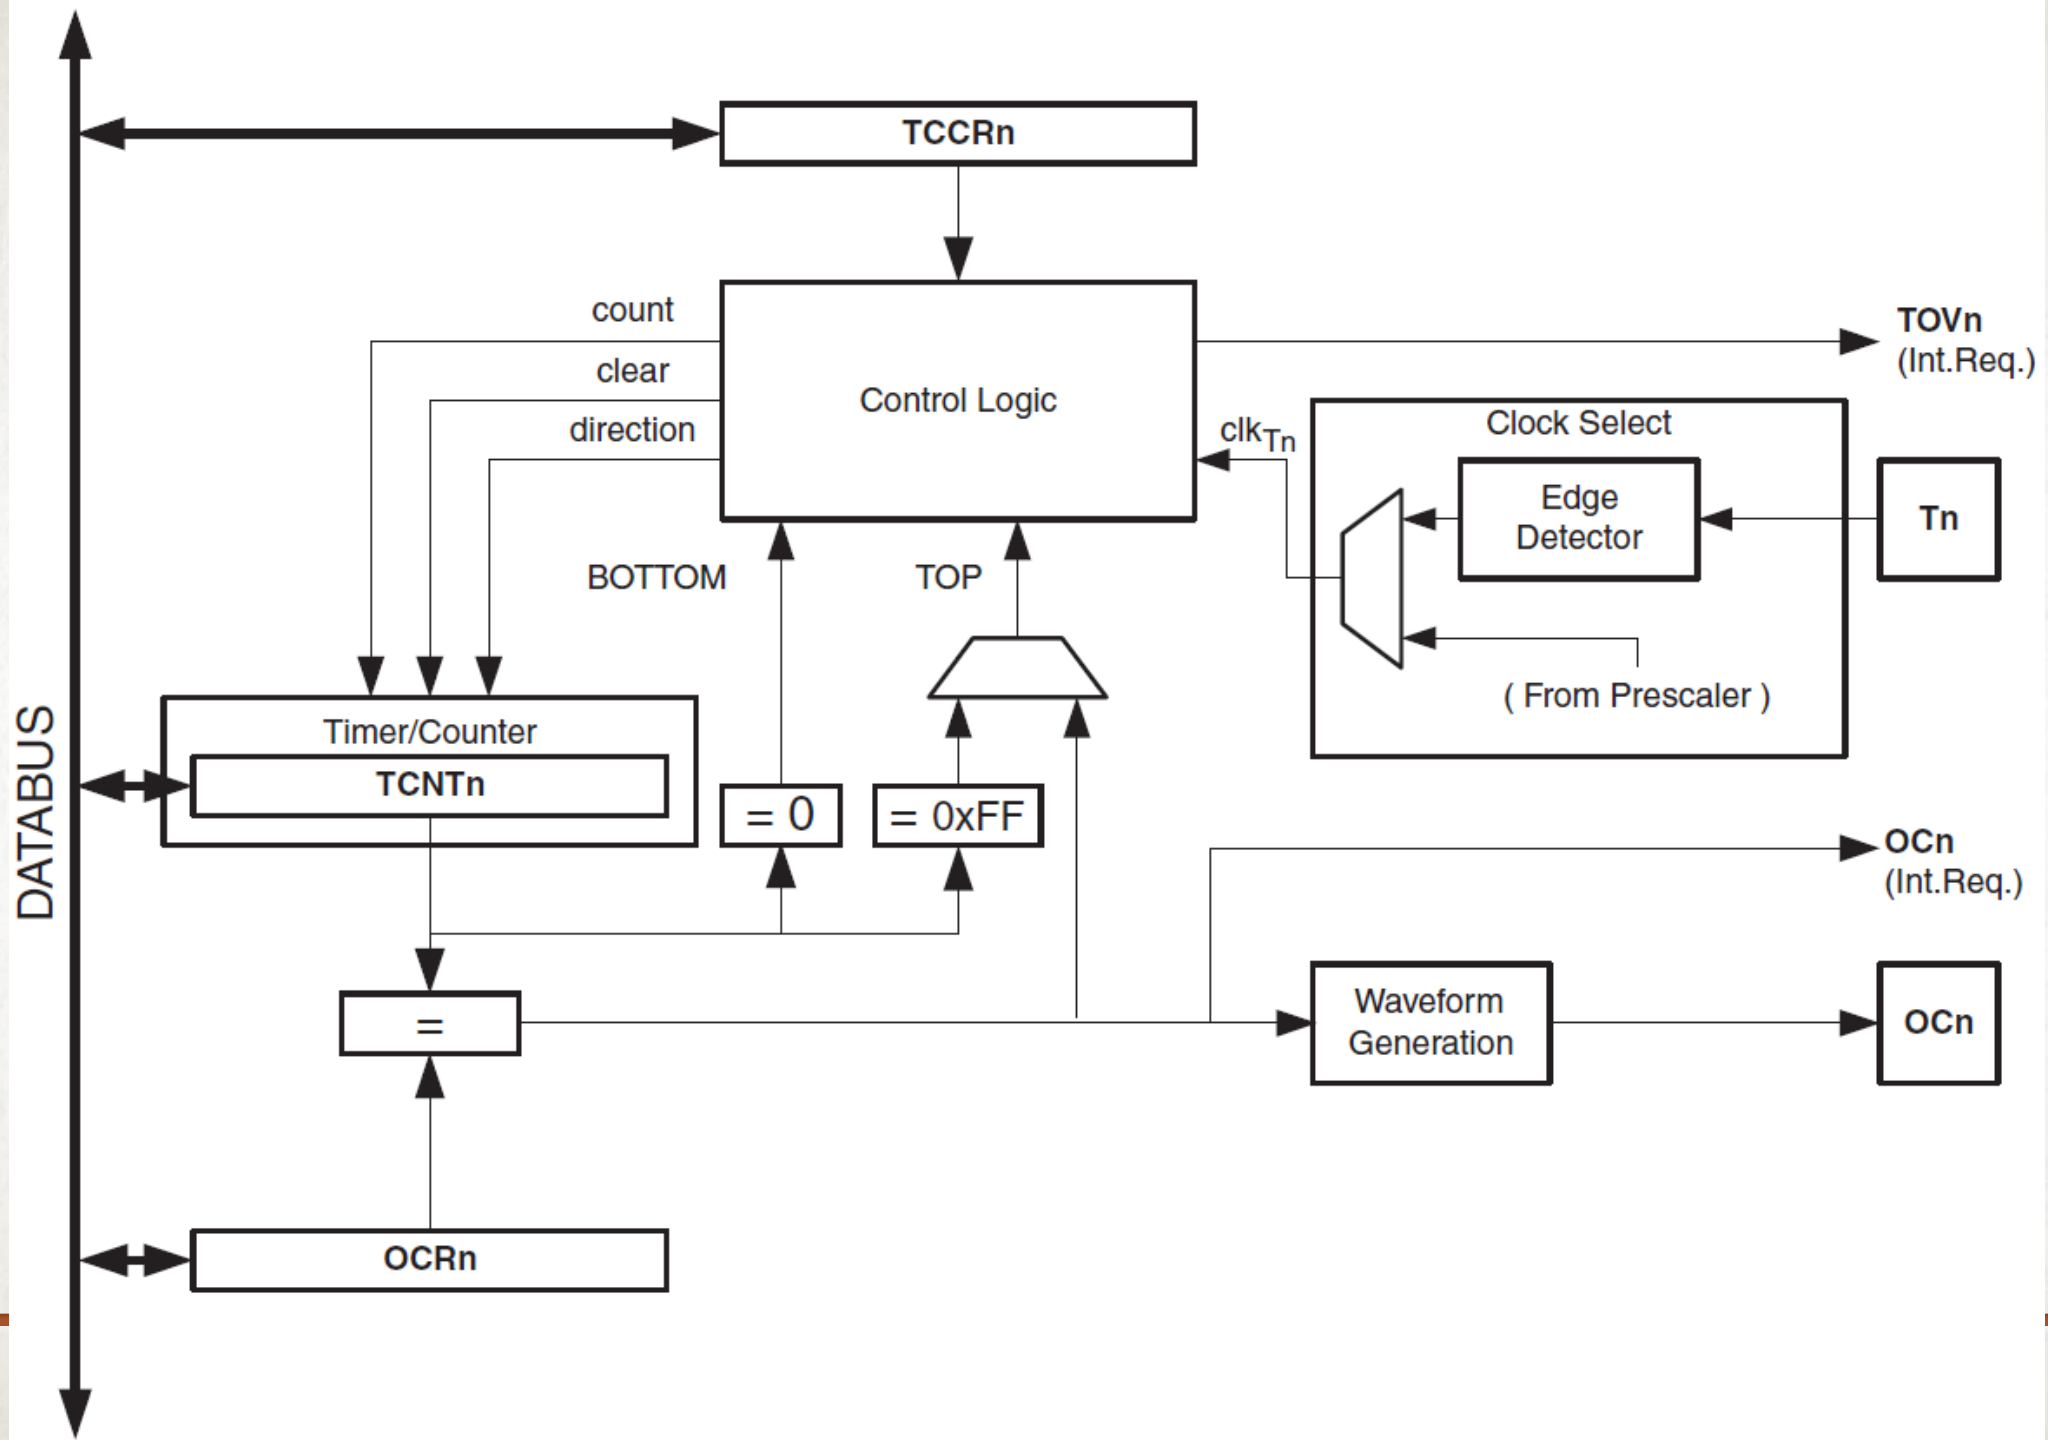 TCCRn
count
clear
direction
Control Logic
TOVn
(Int.Req.)
clkTn
Clock Select
Edge
Detector
Tn
BOTTOM
TOP
( From Prescaler )
DATABUS
Timer/Counter
TCNTn
= 0
= 0xFF
OCn
(Int.Req.)
=
Waveform
Generation
OCn
OCRn